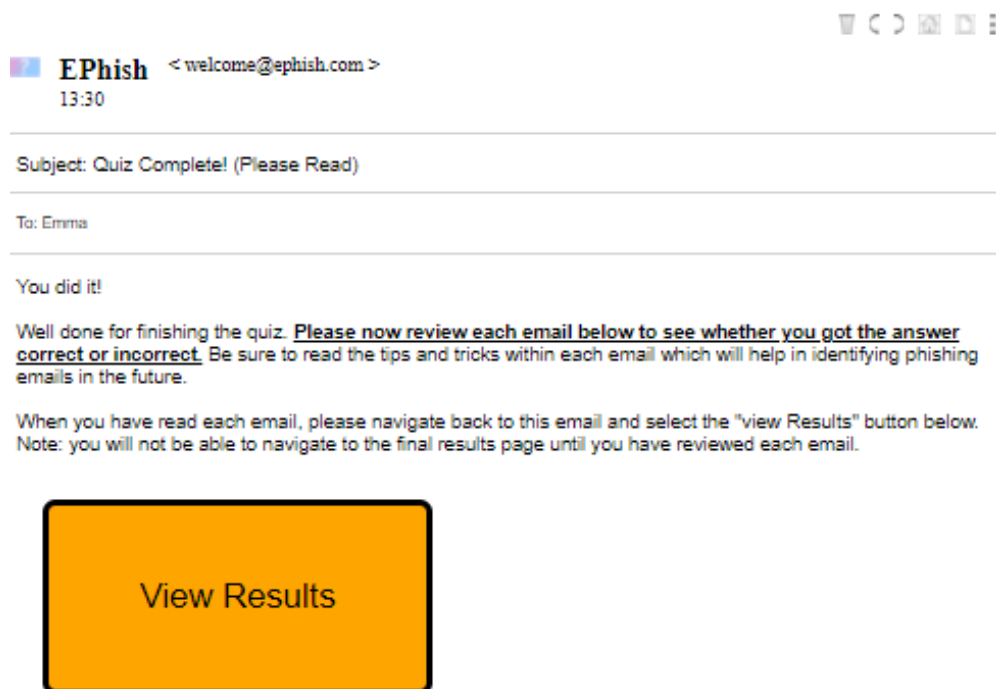 EPhish < welcome@ephish.com >
13:30
Subject: Quiz Complete! (Please Read)
To: Emma
You did it!
Well done for finishing the quiz. Please now review each email below to see whether you got the answer
correct or incorrect. Be sure to read the tips and tricks within each email which will help in identifying phishing
emails in the future.
When you have read each email, please navigate back to this email and select the "view Results" button below.
Note: you will not be able to navigate to the final results page until you have reviewed each email.
View Results